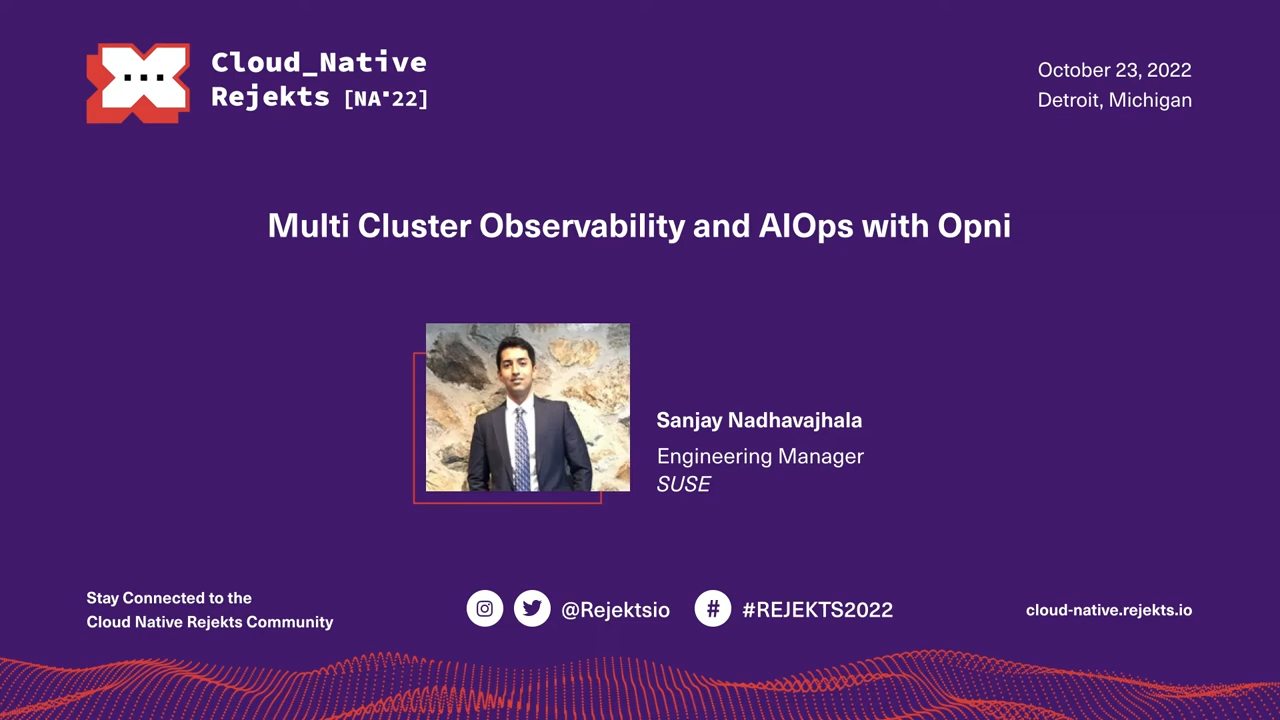 Cloud_Native
Rejekts [NA'22]
October 23, 2022
Detroit, Michigan
Multi Cluster Observability and AIOps with Opni
Sanjay Nadhavajhala
Engineering Manager
SUSE
Stay Connected to the
Cloud Native Rejekts Community
@Rejektsio
# #REJEKTS2022
cloud-native.rejekts.io